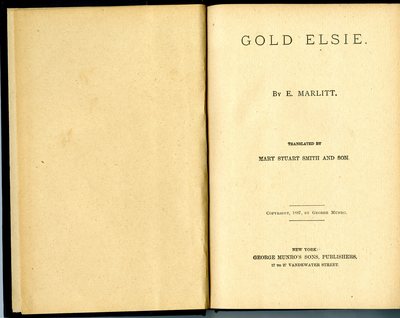 GOLD ELSIE.
By E. MARLITT.
TRANSLATED BY
MARY STUART SMITH AND SON.
Copyright, 1887, by George Munro.
NEW YORK:
GEORGE MUNRO'S SONS, PUBLISHERS,
17 to 27 Vandewater Street.